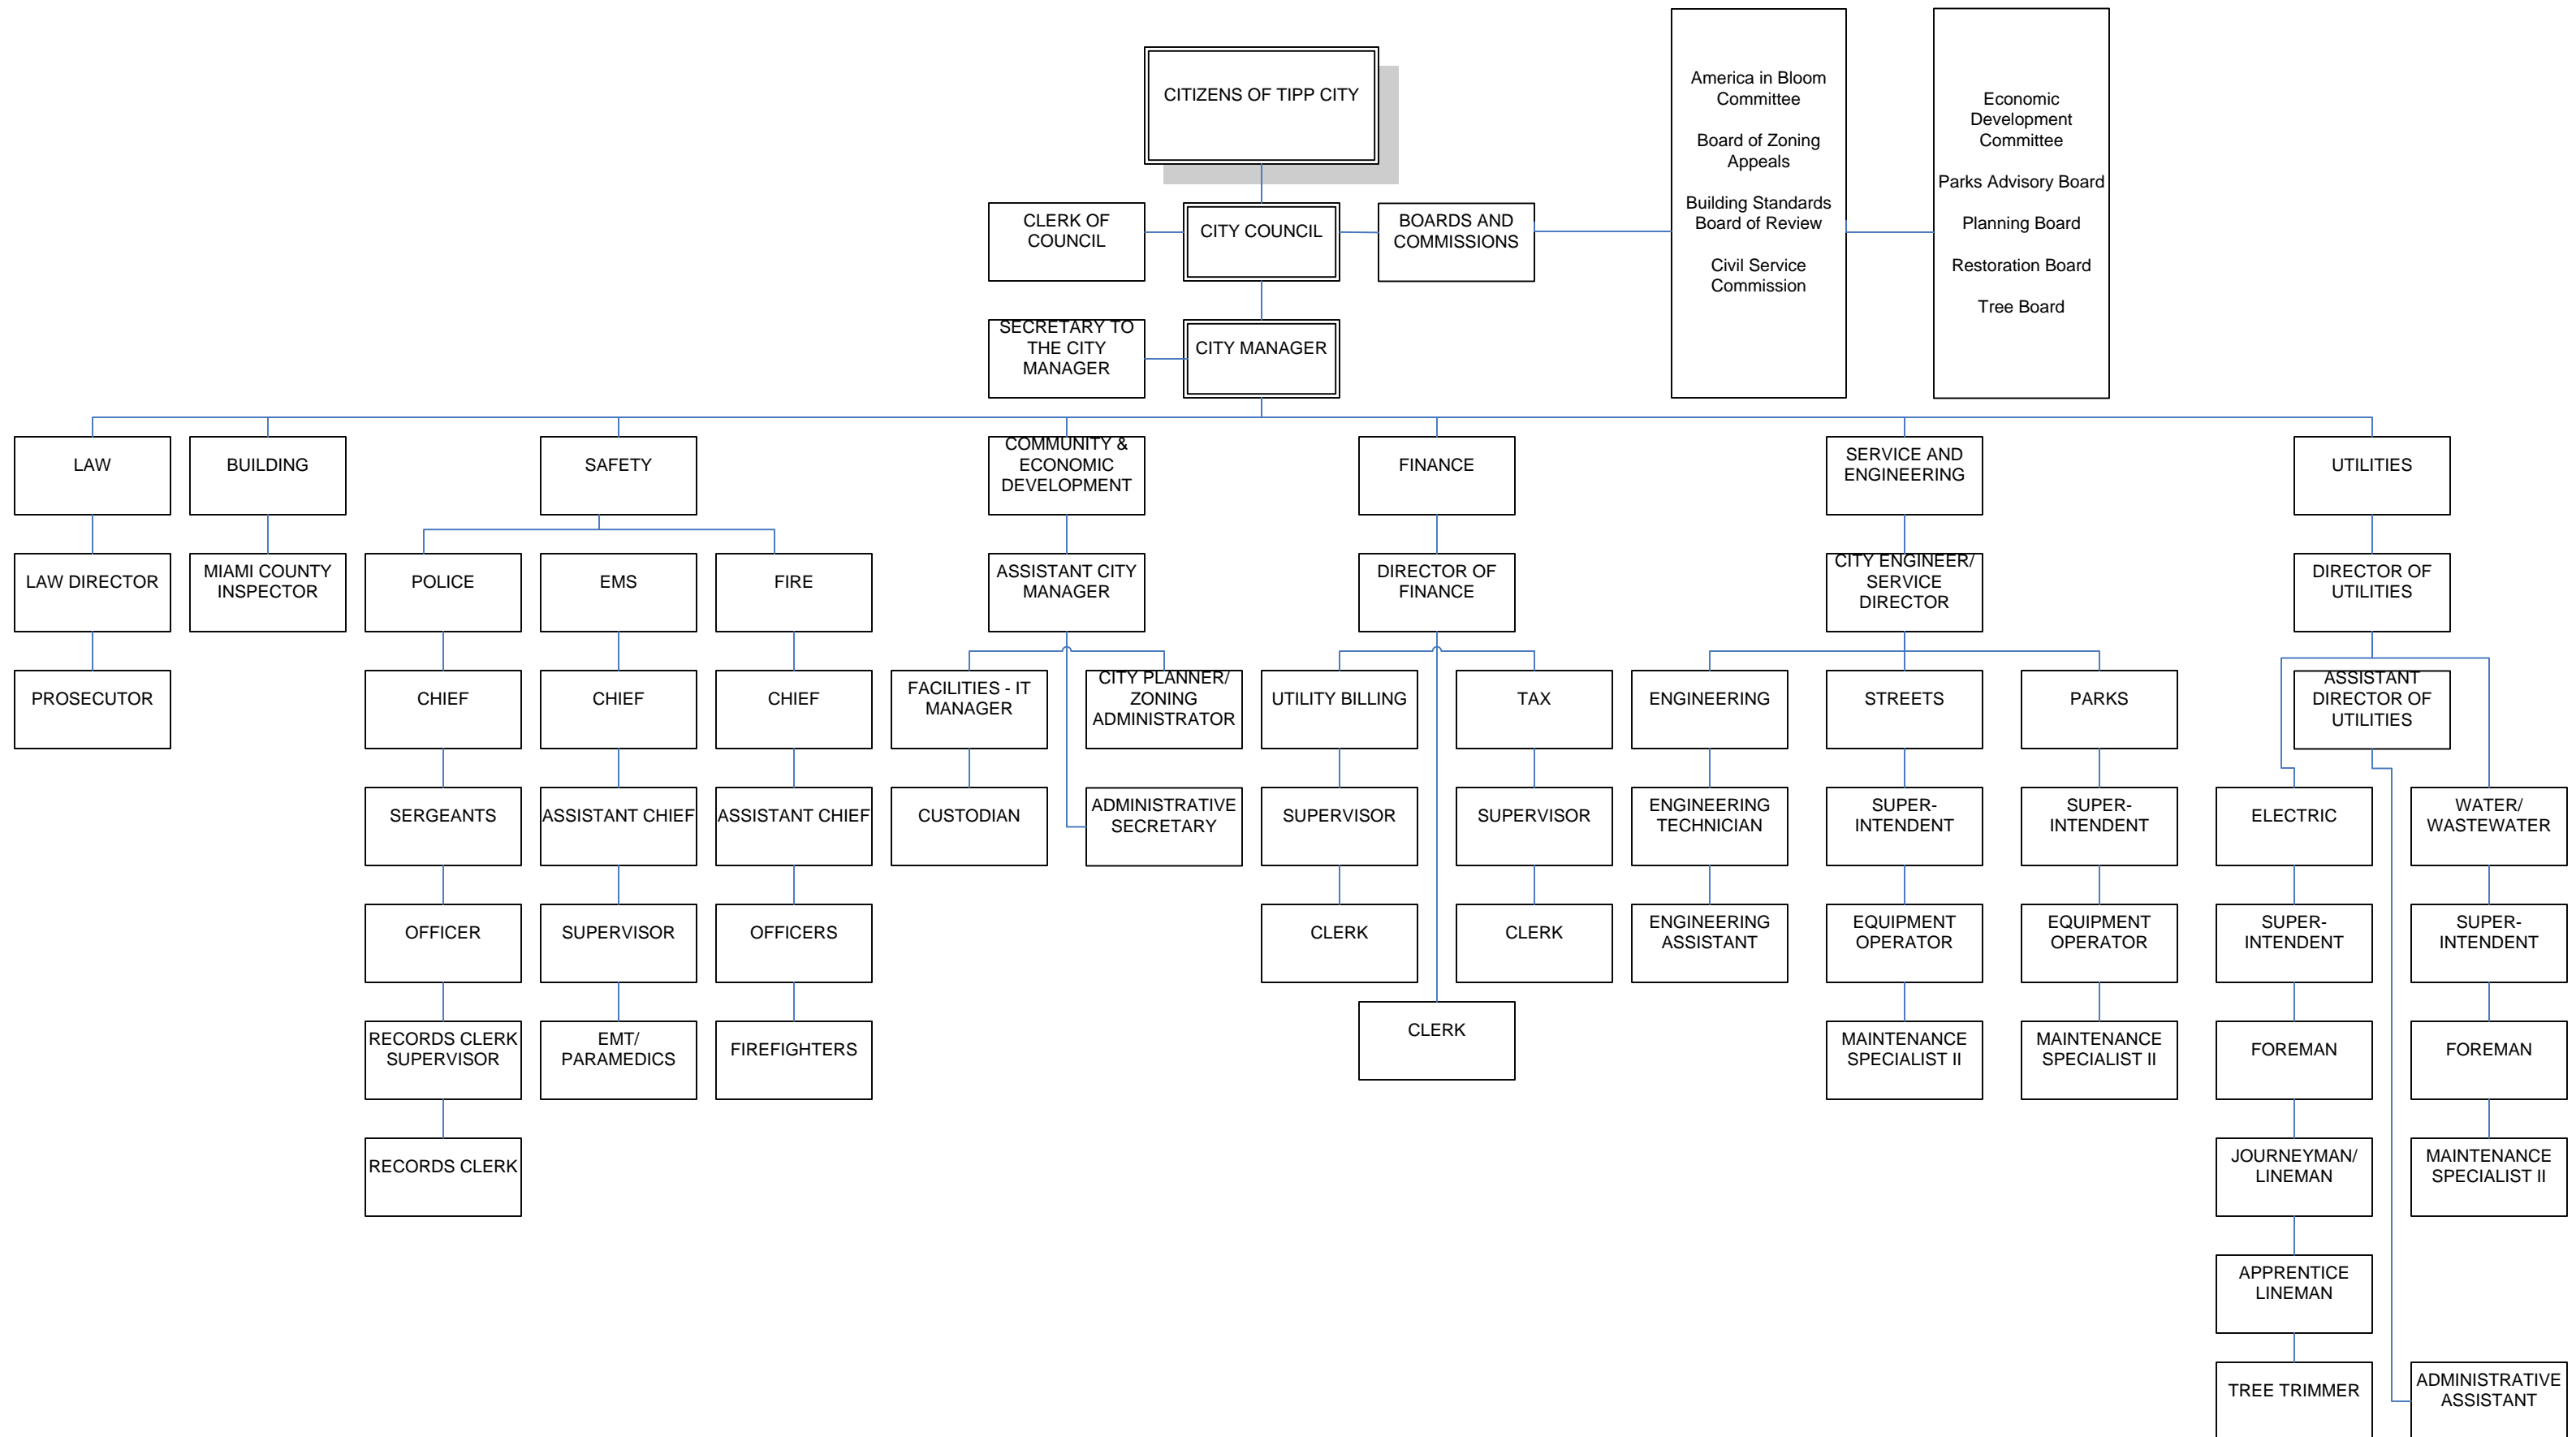 CITIZENS OF TIPP CITY
America in Bloom
Committee
Board of Zoning
Appeals
Building Standards
Board of Review
Civil Service
Commission
Economic
Development
Committee
Parks Advisory Board
Planning Board
Restoration Board
Tree Board
CLERK OF
COUNCIL
CITY COUNCIL
BOARDS AND
COMMISSIONS
SECRETARY TO
THE CITY
MANAGER
CITY MANAGER
LAW
BUILDING
SAFETY
COMMUNITY &
ECONOMIC
DEVELOPMENT
FINANCE
SERVICE AND
ENGINEERING
UTILITIES
LAW DIRECTOR
MIAMI COUNTY
INSPECTOR
POLICE
EMS
FIRE
ASSISTANT CITY
MANAGER
DIRECTOR OF
FINANCE
CITY ENGINEER/
SERVICE
DIRECTOR
DIRECTOR OF
UTILITIES
PROSECUTOR
CHIEF
CHIEF
CHIEF
FACILITIES - IT
MANAGER
CITY PLANNER/
ZONING
ADMINISTRATOR
UTILITY BILLING
TAX
ENGINEERING
STREETS
PARKS
ASSISTANT
DIRECTOR OF
UTILITIES
SERGEANTS
ASSISTANT CHIEF
ASSISTANT CHIEF
CUSTODIAN
ADMINISTRATIVE
SECRETARY
SUPERVISOR
SUPERVISOR
ENGINEERING
TECHNICIAN
SUPER-
INTENDENT
SUPER-
INTENDENT
ELECTRIC
WATER/
WASTEWATER
OFFICER
SUPERVISOR
OFFICERS
CLERK
CLERK
ENGINEERING
ASSISTANT
EQUIPMENT
OPERATOR
EQUIPMENT
OPERATOR
SUPER-
INTENDENT
SUPER-
INTENDENT
RECORDS CLERK
SUPERVISOR
EMT/
PARAMEDICS
FIREFIGHTERS
CLERK
MAINTENANCE
SPECIALIST II
MAINTENANCE
SPECIALIST II
FOREMAN
FOREMAN
RECORDS CLERK
JOURNEYMAN/
LINEMAN
MAINTENANCE
SPECIALIST II
APPRENTICE
LINEMAN
TREE TRIMMER
ADMINISTRATIVE
ASSISTANT